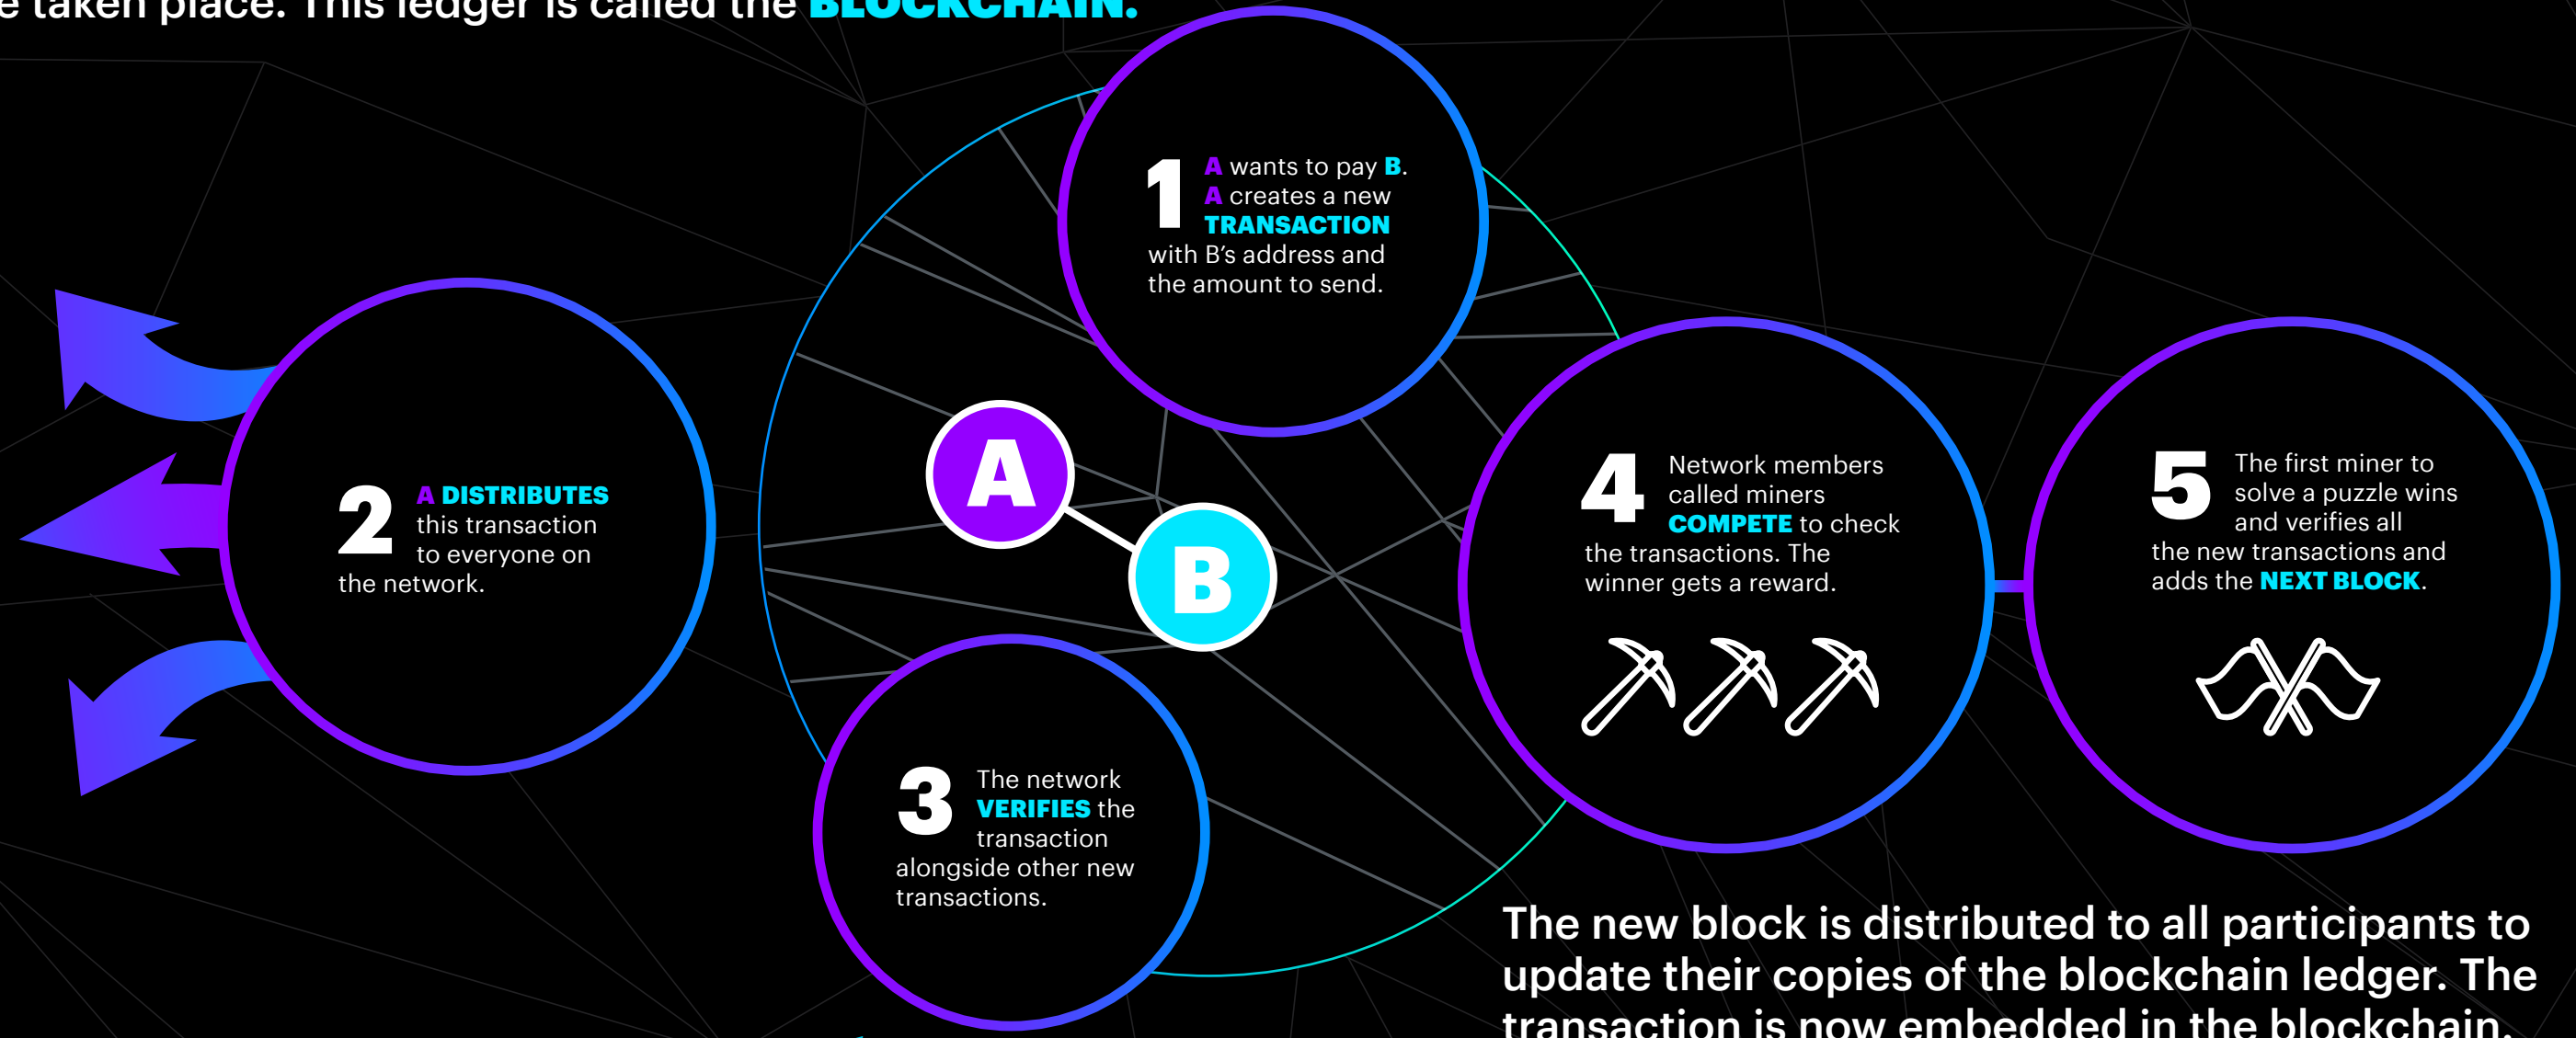 e taken place. This ledger is called the BLOCKCHAIN.
1 A wants to pay B.
A creates a new
TRANSACTION
with B’s address and
the amount to send.
2 A DISTRIBUTES
this transaction
to everyone on
the network.
A
B
3 The network
VERIFIES the
transaction
alongside other new
transactions.
4 Network members
called miners
COMPETE to check
the transactions. The
winner gets a reward.
5 The first miner to
solve a puzzle wins
and verifies all
the new transactions and
adds the NEXT BLOCK.
The new block is distributed to all participants to
update their copies of the blockchain ledger. The
transaction is now embedded in the blockchain.